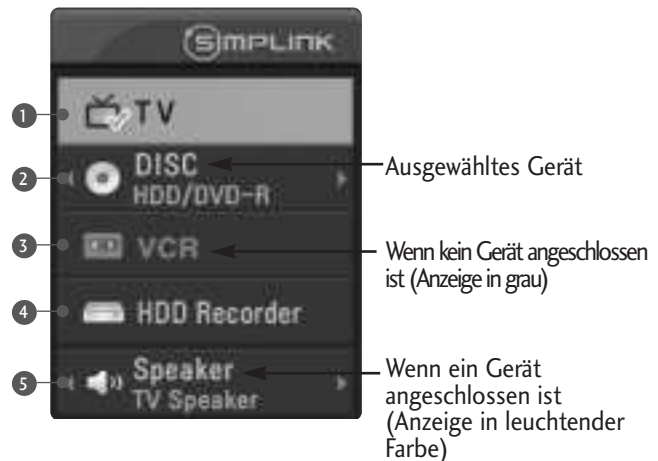 SIMPLINK
1 TV
2 DISC
HDD/DVD-R
Ausgewähltes Gerät
3 VCR
Wenn kein Gerät angeschlossen
ist (Anzeige in grau)
4 HDD Recorder
5 Speaker
TV Speaker
Wenn ein Gerät
angeschlossen ist
(Anzeige in leuchtender
Farbe)